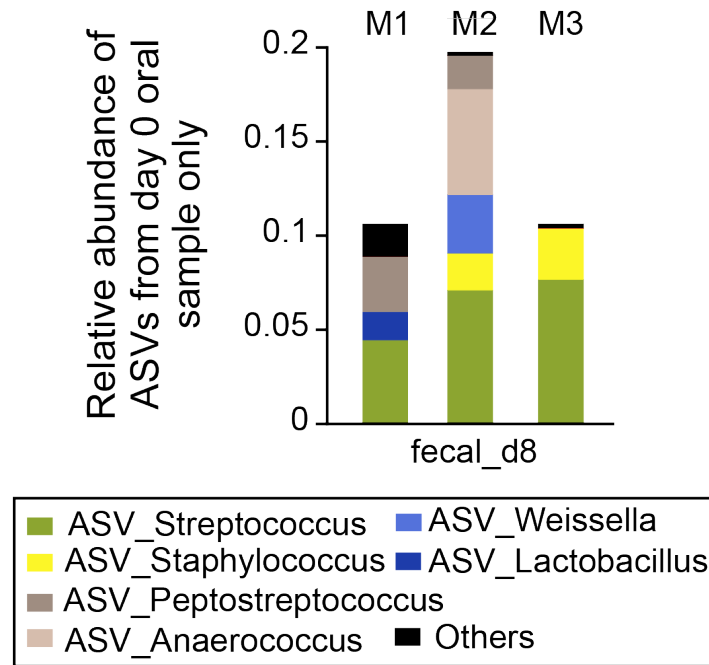 M1 M2 M3
Relative abundance of
ASVs from day 0 oral
sample only
0.2
0.15
0.1
0.05
0
fecal_d8
ASV_Streptococcus
ASV_Weissella
ASV_Staphylococcus
ASV_Lactobacillus
ASV_Peptostreptococcus
ASV_Anaerococcus
Others